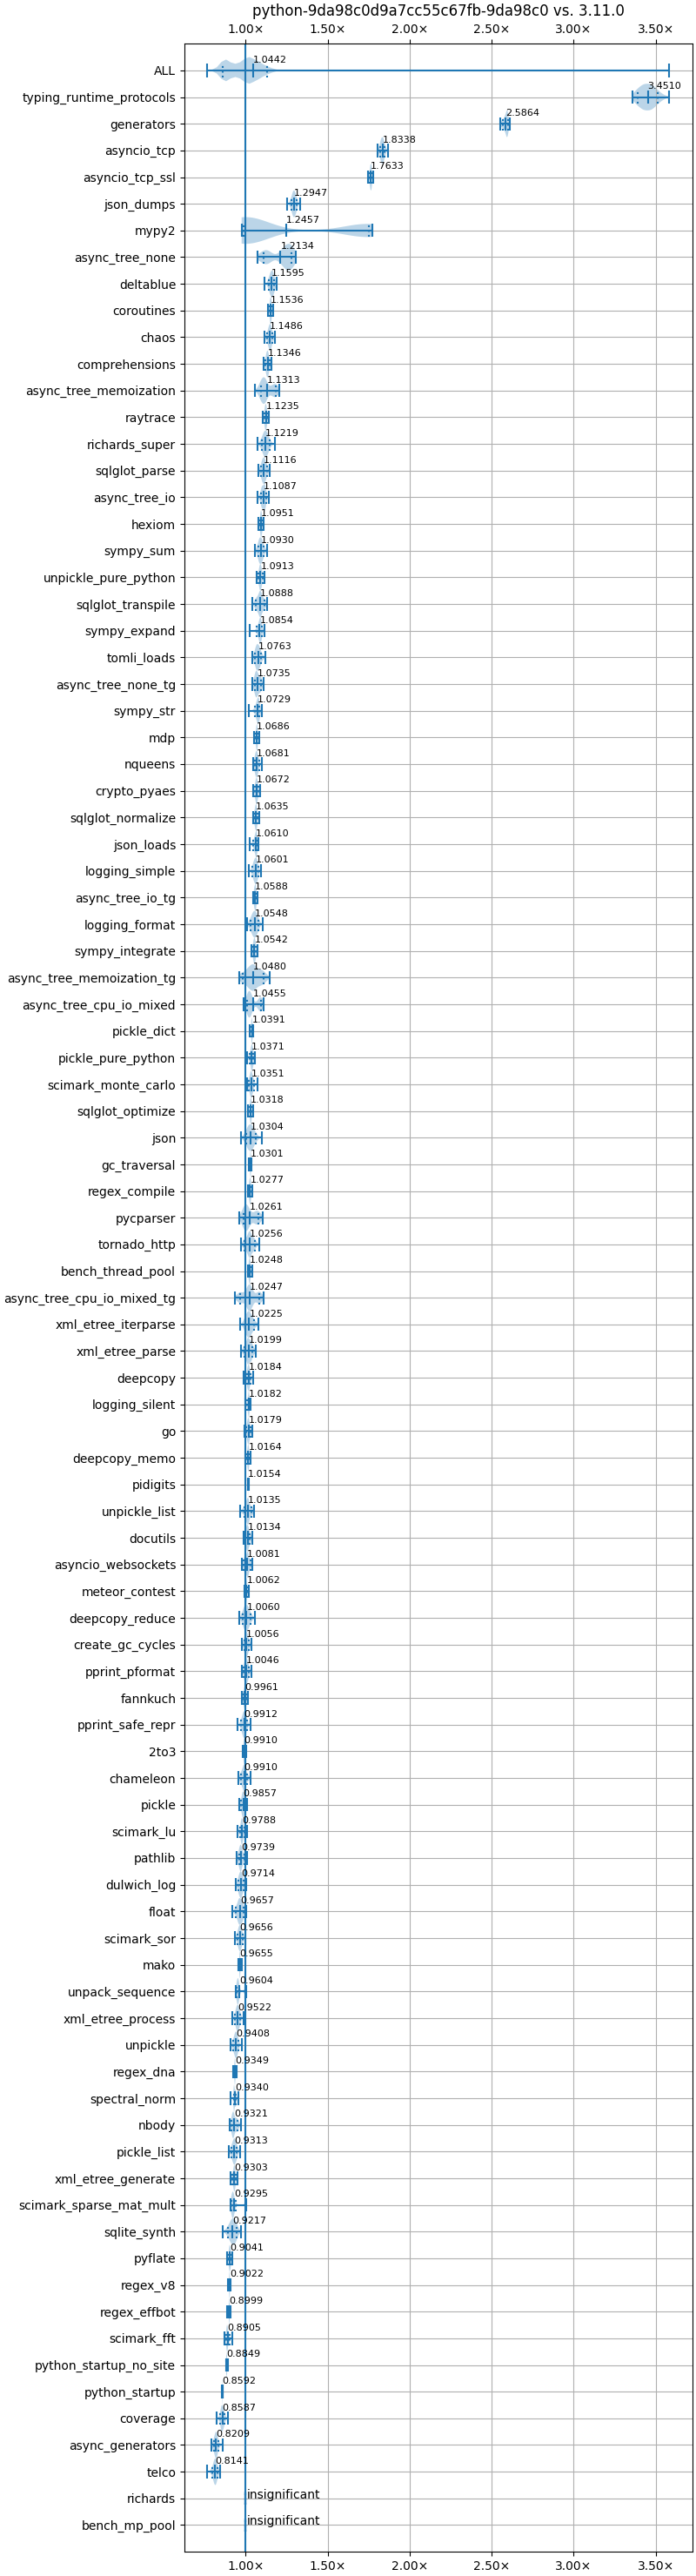 python-9da98c0d9a7cc55c67fb-9da98c0 vs. 3.11.0
1.00× 1.50× 2.00× 2.50× 3.00× 3.50×
ALL 1.0442
typing_runtime_protocols 3.4510
generators 2.5864
asyncio_tcp 1.8338
asyncio_tcp_ssl 1.7633
json_dumps 1.2947
mypy2 1.2457
async_tree_none 1.2134
deltablue 1.1595
coroutines 1.1536
chaos 1.1486
comprehensions 1.1346
async_tree_memoization 1.1313
raytrace 1.1235
richards_super 1.1219
sqlglot_parse 1.1116
async_tree_io 1.1087
hexiom 1.0951
sympy_sum 1.0930
unpickle_pure_python 1.0913
sqlglot_transpile 1.0888
sympy_expand 1.0854
tomli_loads 1.0763
async_tree_none_tg 1.0735
sympy_str 1.0729
mdp 1.0686
nqueens 1.0681
crypto_pyaes 1.0672
sqlglot_normalize 1.0635
json_loads 1.0610
logging_simple 1.0601
async_tree_io_tg 1.0588
logging_format 1.0548
sympy_integrate 1.0542
async_tree_memoization_tg 1.0480
async_tree_cpu_io_mixed 1.0455
pickle_dict 1.0391
pickle_pure_python 1.0371
scimark_monte_carlo 1.0351
sqlglot_optimize 1.0318
json 1.0304
gc_traversal 1.0301
regex_compile 1.0277
pycparser 1.0261
tornado_http 1.0256
bench_thread_pool 1.0248
async_tree_cpu_io_mixed_tg 1.0247
xml_etree_iterparse 1.0225
xml_etree_parse 1.0199
deepcopy 1.0184
logging_silent 1.0182
go 1.0179
deepcopy_memo 1.0164
pidigits 1.0154
unpickle_list 1.0135
docutils 1.0134
asyncio_websockets 1.0081
meteor_contest 1.0062
deepcopy_reduce 1.0060
create_gc_cycles 1.0056
pprint_pformat 1.0046
fannkuch 0.9961
pprint_safe_repr 0.9912
2to3 0.9910
chameleon 0.9910
pickle 0.9857
scimark_lu 0.9788
pathlib 0.9739
dulwich_log 0.9714
float 0.9657
scimark_sor 0.9656
mako 0.9655
unpack_sequence 0.9604
xml_etree_process 0.9522
unpickle 0.9408
regex_dna 0.9349
spectral_norm 0.9340
nbody 0.9321
pickle_list 0.9313
xml_etree_generate 0.9303
scimark_sparse_mat_mult 0.9295
sqlite_synth 0.9217
pyflate 0.9041
regex_v8 0.9022
regex_effbot 0.8999
scimark_fft 0.8905
python_startup_no_site 0.8849
python_startup 0.8592
coverage 0.8587
async_generators 0.8209
telco 0.8141
richards insignificant
bench_mp_pool insignificant
1.00× 1.50× 2.00× 2.50× 3.00× 3.50×